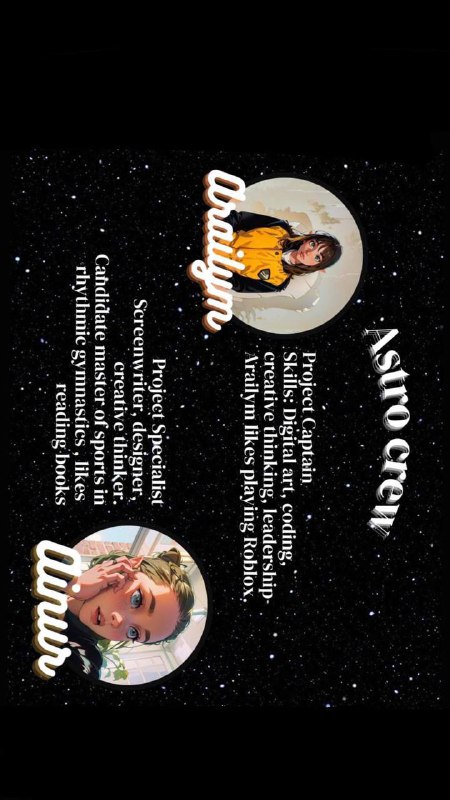 Astro crew
Project Captain
Skills: Digital art, coding,
creative thinking, leadership
Arailym likes playing Roblox.
Arailym
Project Specialist
Screenwriter, designer,
creative thinker.
Candidate master of sports in
rhythmic gymnastics , likes
reading books
Ainur